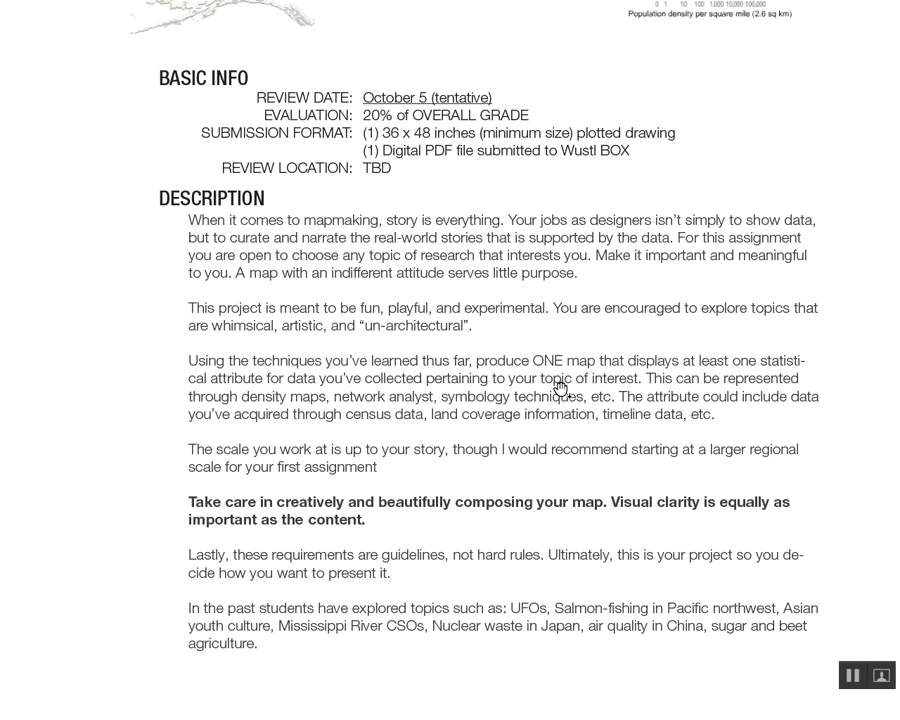 0 1 10 100 1,000 10,000 100,000
Population density per square mile (2.6 sq km)
BASIC INFO
REVIEW DATE: October 5 (tentative)
EVALUATION: 20% of OVERALL GRADE
SUBMISSION FORMAT: (1) 36 x 48 inches (minimum size) plotted drawing
(1) Digital PDF file submitted to Wustl BOX
REVIEW LOCATION: TBD
DESCRIPTION
When it comes to mapmaking, story is everything. Your jobs as designers isn’t simply to show data,
but to curate and narrate the real-world stories that is supported by the data. For this assignment
you are open to choose any topic of research that interests you. Make it important and meaningful
to you. A map with an indifferent attitude serves little purpose.
This project is meant to be fun, playful, and experimental. You are encouraged to explore topics that
are whimsical, artistic, and “un-architectural”.
Using the techniques you’ve learned thus far, produce ONE map that displays at least one statisti-
cal attribute for data you’ve collected pertaining to your topic of interest. This can be represented
through density maps, network analyst, symbology techniques, etc. The attribute could include data
you’ve acquired through census data, land coverage information, timeline data, etc.
The scale you work at is up to your story, though I would recommend starting at a larger regional
scale for your first assignment
Take care in creatively and beautifully composing your map. Visual clarity is equally as
important as the content.
Lastly, these requirements are guidelines, not hard rules. Ultimately, this is your project so you de-
cide how you want to present it.
In the past students have explored topics such as: UFOs, Salmon-fishing in Pacific northwest, Asian
youth culture, Mississippi River CSOs, Nuclear waste in Japan, air quality in China, sugar and beet
agriculture.